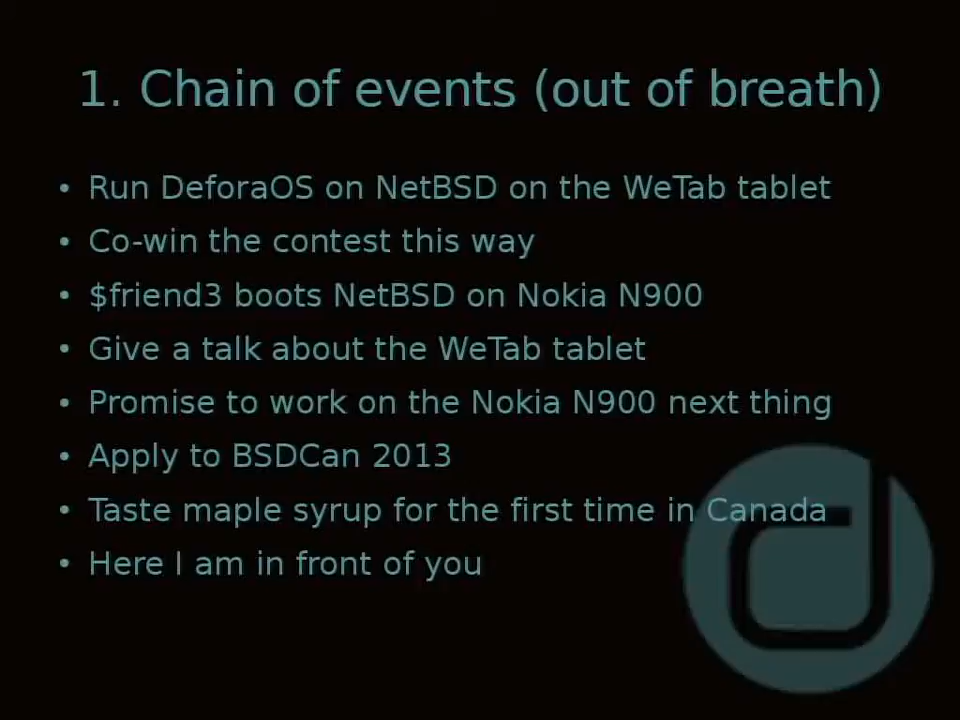 1. Chain of events (out of breath)
• Run DeforaOS on NetBSD on the WeTab tablet
• Co-win the contest this way
• $friend3 boots NetBSD on Nokia N900
• Give a talk about the WeTab tablet
• Promise to work on the Nokia N900 next thing
• Apply to BSDCan 2013
• Taste maple syrup for the first time in Canada
• Here I am in front of you